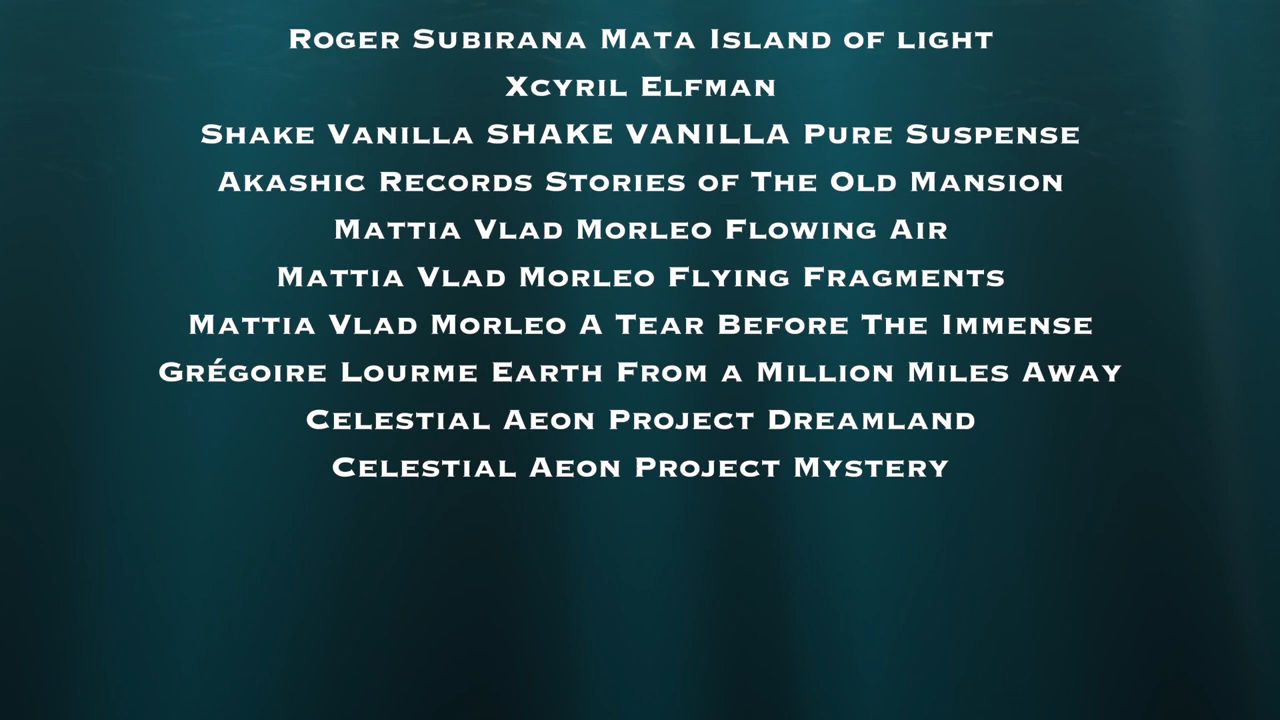 Roger Subirana Mata Island of light
Xcyril Elfman
Shake Vanilla SHAKE VANILLA Pure Suspense
Akashic Records Stories of The Old Mansion
Mattia Vlad Morleo Flowing Air
Mattia Vlad Morleo Flying Fragments
Mattia Vlad Morleo A Tear Before The Immense
Grégoire Lourme Earth From a Million Miles Away
Celestial Aeon Project Dreamland
Celestial Aeon Project Mystery